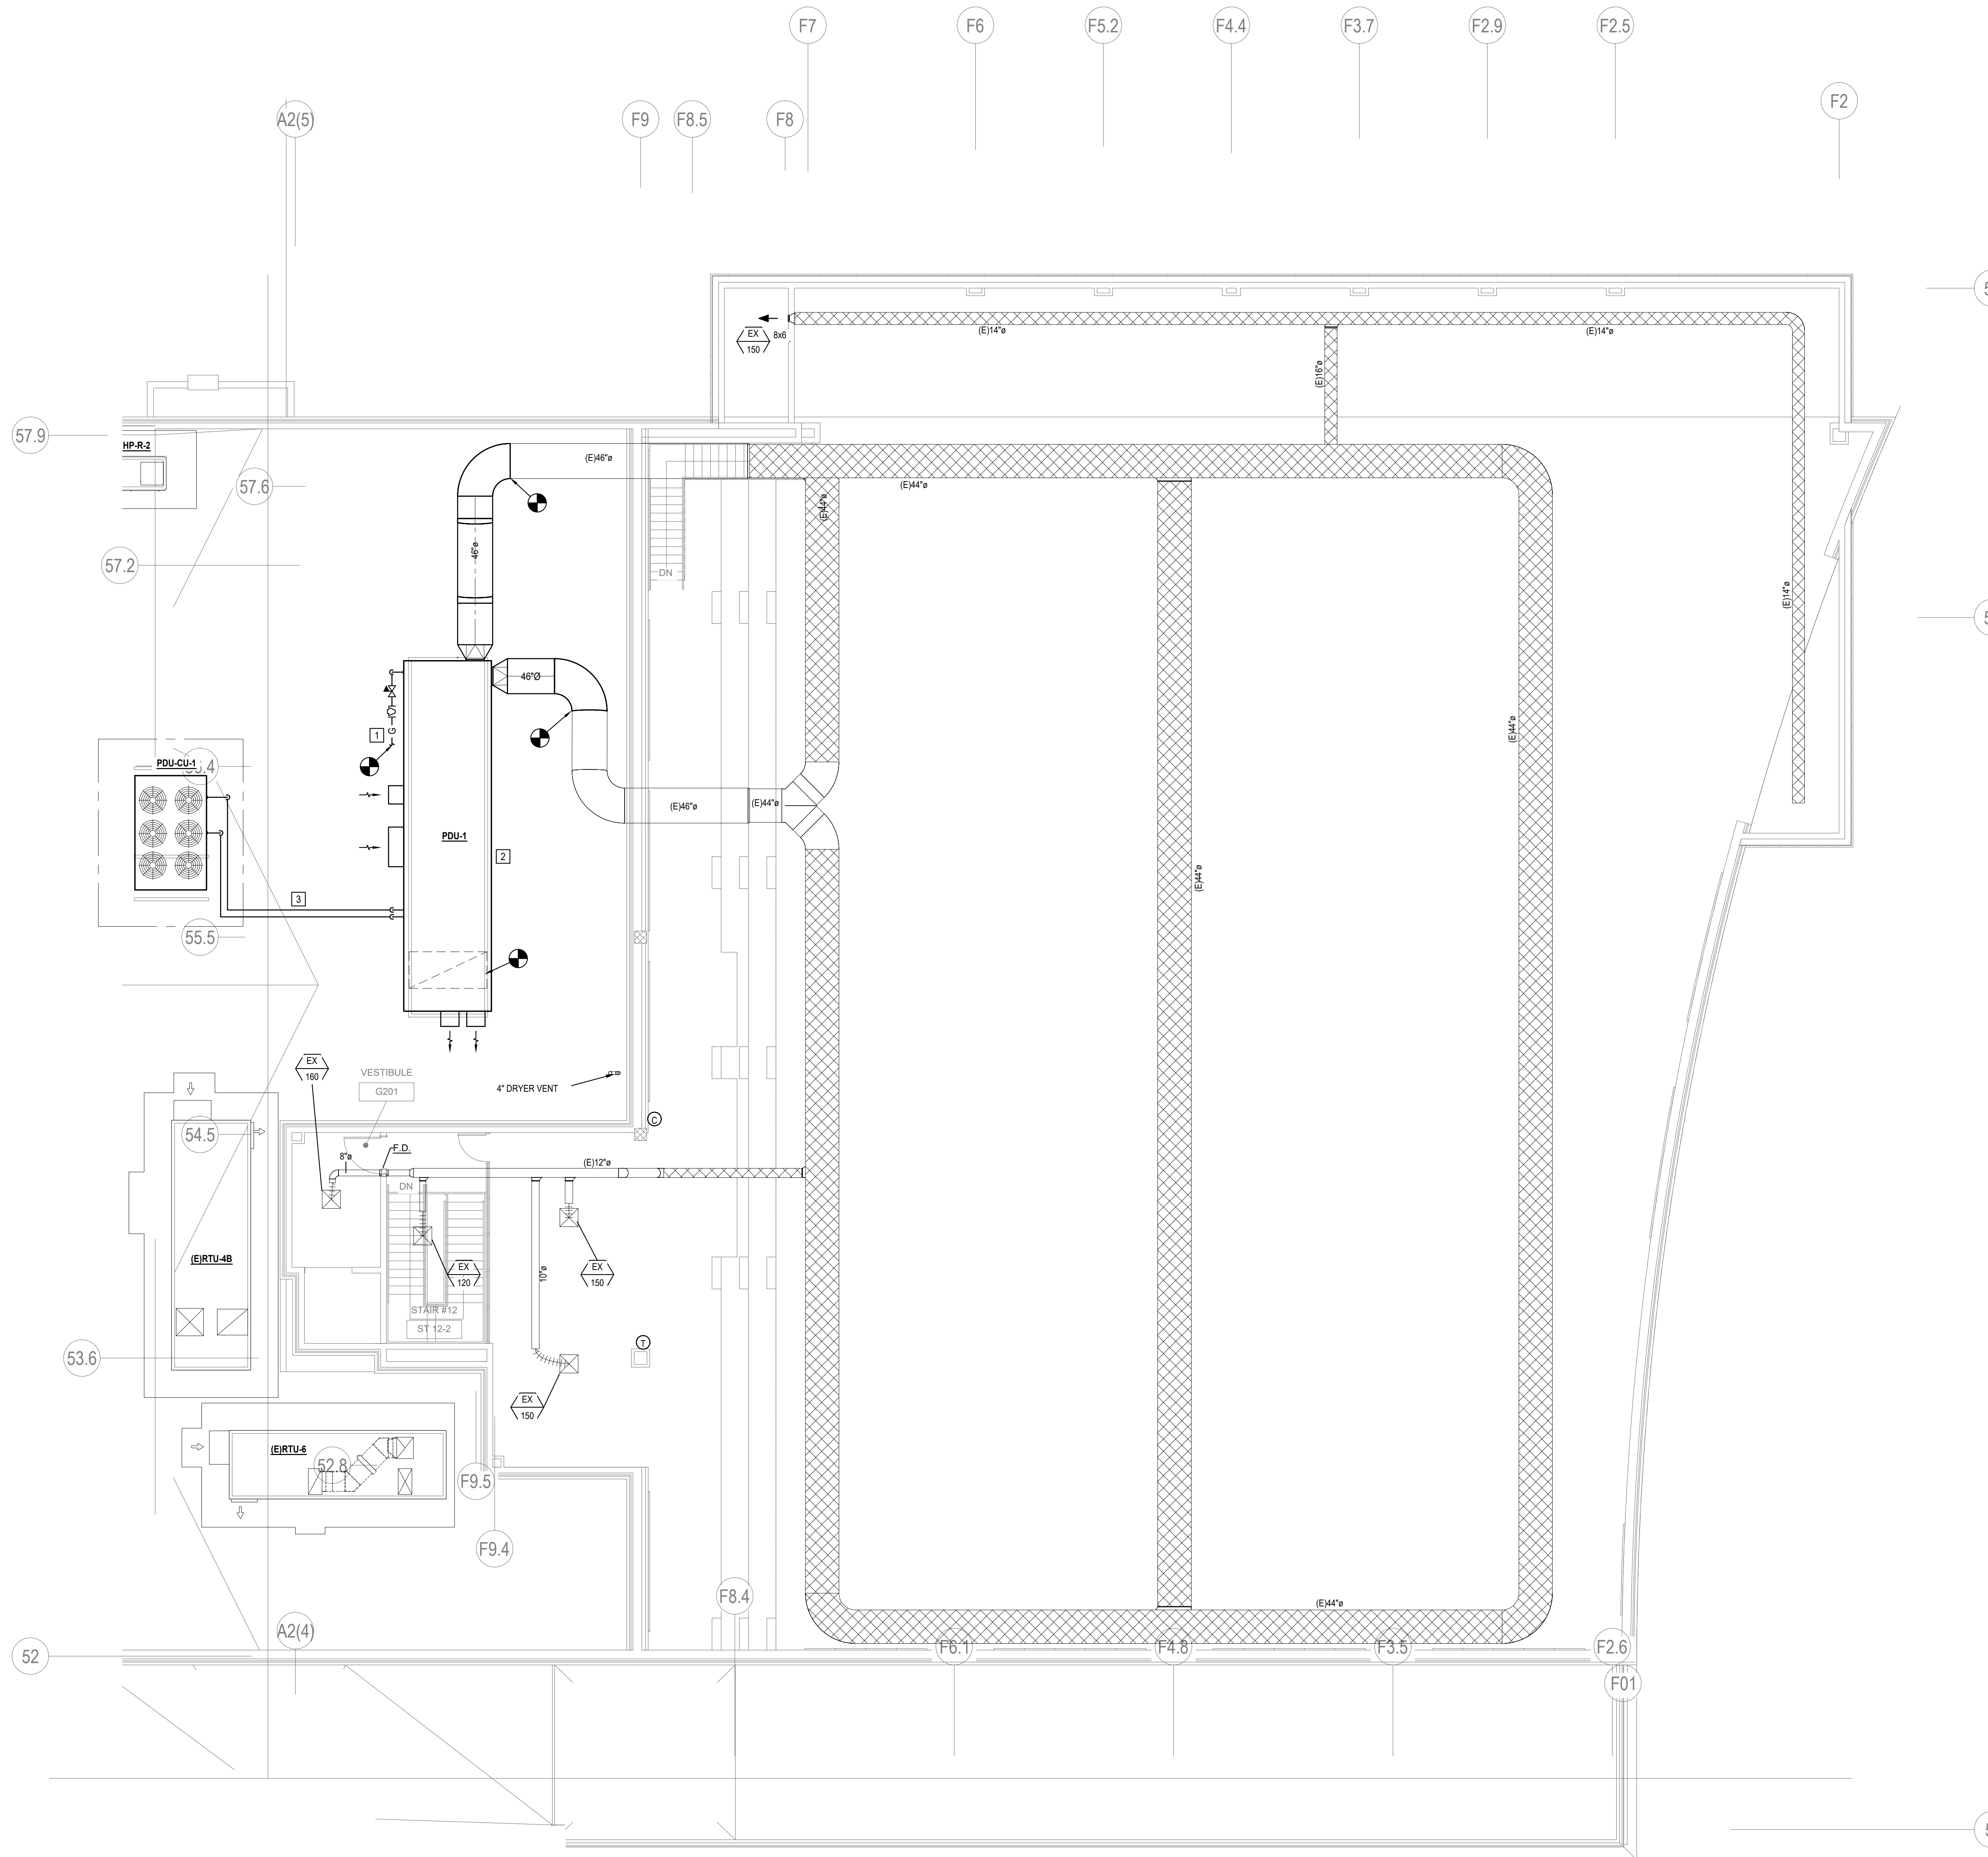 F7
F6
F5.2
F4.4
F3.7
F2.9
F2.5
F2
A2(5)
F9
F8.5
F8
EX
150
8x6
(E)14"ø
(E)14"ø
(E)16"ø
57.9
HP-R-2
(E)46"ø
57.6
(E)44"ø
(E)44"ø
46"ø
57.2
DN
(E)14"ø
46"Ø
1
G
(E)44"ø
PDU-CU-1
(E)46"ø
(E)44"ø
PDU-1
2
(E)44"ø
3
55.5
EX
160
VESTIBULE
G201
4" DRYER VENT
C
54.5
F.D.
8"ø
(E)12"ø
DN
(E)RTU-4B
EX
120
10"ø
EX
150
STAIR #12
ST 12-2
T
53.6
EX
150
(E)RTU-6
52.8
F9.5
F9.4
F8.4
(E)44"ø
A2(4)
52
F6.1
F4.8
F3.5
F2.6
F01